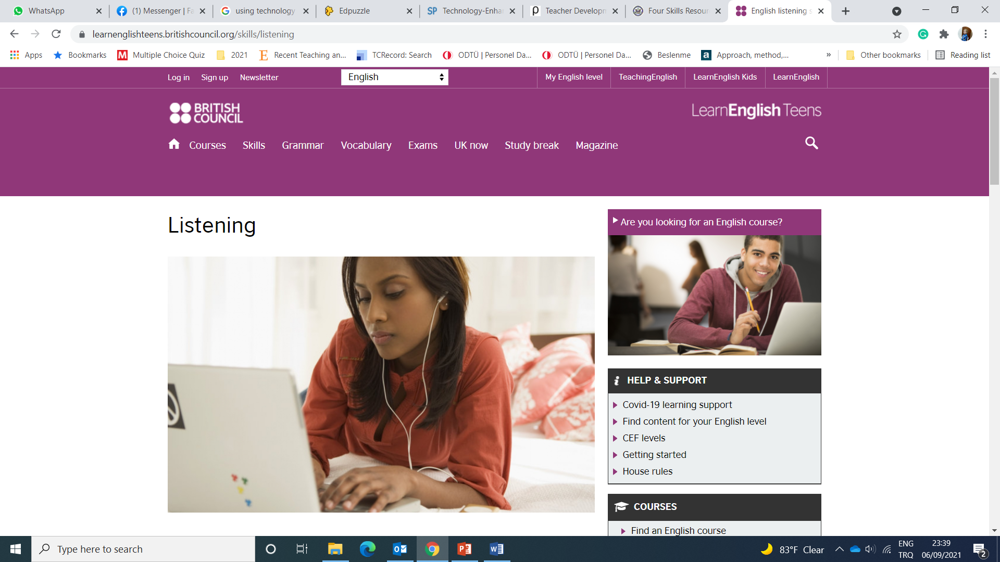 WhatsApp
(1) Messenger | Fa
using technology
Edpuzzle
SP Technology-Enha
Teacher Developm
Four Skills Resour
English listening s
learnenglishteens.britishcouncil.org/skills/listening
Apps
Bookmarks
M Multiple Choice Quiz
2021
E Recent Teaching an...
TCRecord: Search
ODTÜ | Personel Da...
ODTÜ | Personel Da...
Beslenme
a Approach, method,...
»
Other bookmarks
Reading list
Log in
Sign up
Newsletter
English
My English level
TeachingEnglish
LearnEnglish Kids
LearnEnglish
BRITISH
COUNCIL
LearnEnglish Teens
Courses
Skills
Grammar
Vocabulary
Exams
UK now
Study break
Magazine
Listening
Are you looking for an English course?
HELP & SUPPORT
Covid-19 learning support
Find content for your English level
CEF levels
Getting started
House rules
COURSES
Find an English course
Type here to search
83°F Clear
ENG
TRQ
23:39
06/09/2021
2